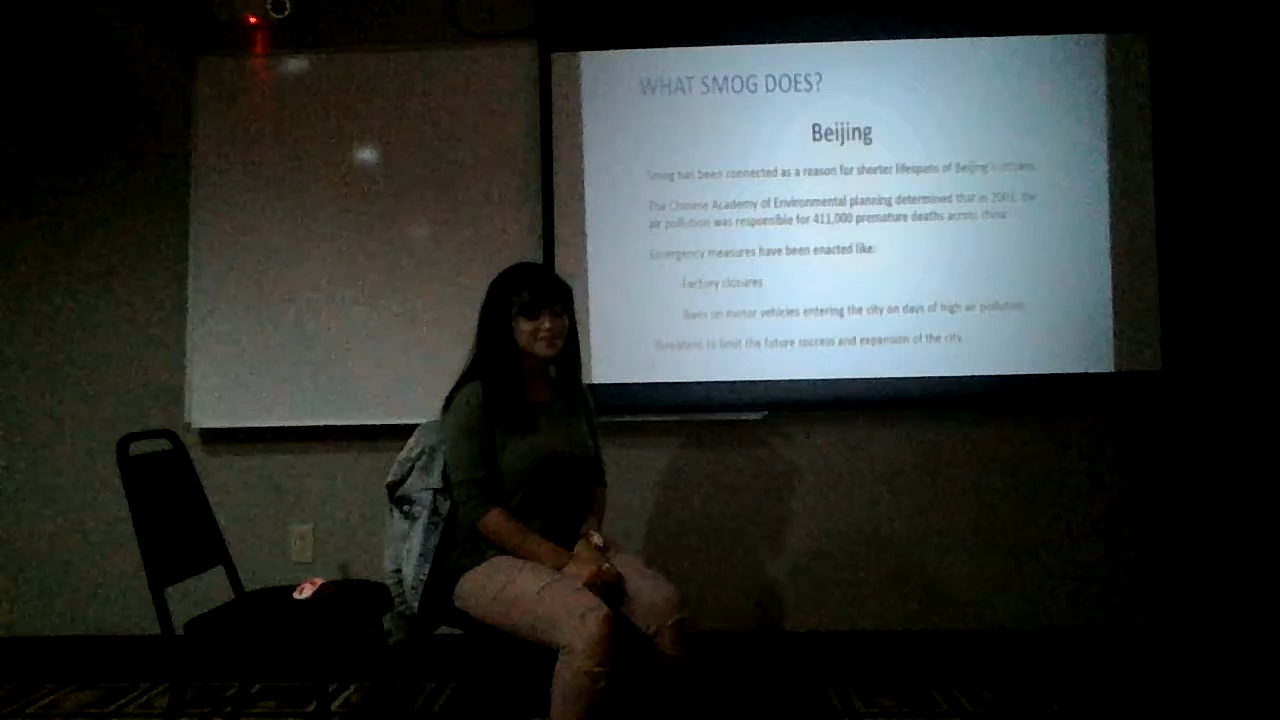 WHAT SMOG DOES?
Beijing
Smog has been connected as a reason for shorter lifespans of Beijing
The Chinese Academy of Environmental planning determined that in 2003, the
air pollution was responsible for 411,000 premature deaths across china
Emergency measures have been enacted like:
Factory closures
Bans on motor vehicles entering the city on days of high air pollution
Threatens to limit the future success and expansion of the city